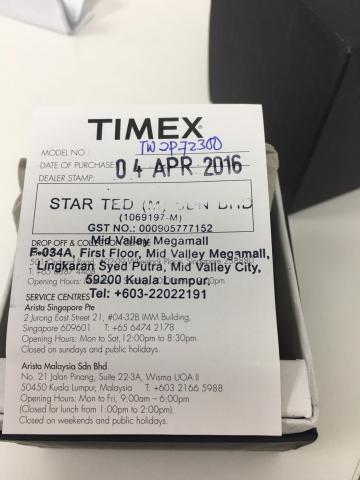 TIMEX®
MODEL NO.: TW2P72300
DATE OF PURCHASE: 04 APR 2016
DEALER STAMP:
STAR TED (M) SDN BHD
(1069197-M)
GST NO.: 000905777152
Mid Valley Megamall
DROP OFF & COLLECTION
F-034A, First Floor, Mid Valley Megamall,
Lingkaran Syed Putra, Mid Valley City,
59200 Kuala Lumpur.
Opening Hours:
Tel: +603-22022191
SERVICE CENTRES
Arista Singapore Pte
2 Jurong East Street 21, #04-32B IMM Building,
Singapore 609601 T: +65 6474 2178
Opening Hours: Mon to Sat, 12:00pm to 8:30pm.
Closed on sundays and public holidays.
Arista Malaysia Sdn Bhd
No. 21 Jalan Pinang, Suite 22-3A, Wisma UOA II
50450 Kuala Lumpur, Malaysia T: +603 2166 5988
Opening Hours: Mon to Fri, 9:00am – 6:00pm
(Closed for lunch from 1:00pm to 2:00pm).
Closed on weekends and public holidays.